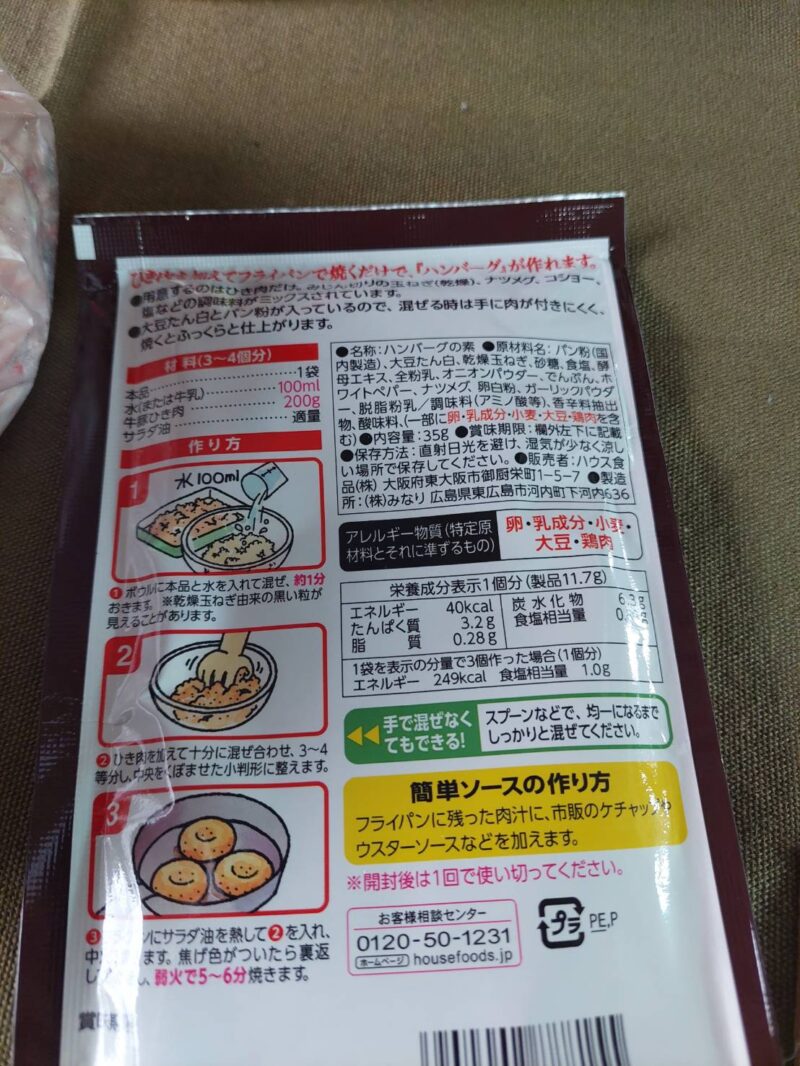 ひき肉を加えてフライパンで焼くだけで、「ハンバーグ」が作れます。
●用意するのはひき肉だけ。みじん切りの玉ねぎ(乾燥)、ナツメグ、コショー、
塩などの調味料がミックスされています。
●大豆たん白とパン粉が入っているので、混ぜる時は手に肉が付きにくく、
焼くとふっくらと仕上がります。
材料(3〜4個分)
本品……………………1袋
水(または牛乳)…………100ml
牛豚ひき肉……………200g
サラダ油………………適量
作り方
1
水100ml
❶ボウルに本品と水を入れて混ぜ、約1分
おきます。※乾燥玉ねぎ由来の黒い粒が
見えることがあります。
2
❷ひき肉を加えて十分に混ぜ合わせ、3〜4
等分し、中央をくぼませた小判形に整えます。
3
❸ンにサラダ油を熱して❷を入れ、
中 ます。焦げ色がついたら裏返
し 、弱火で5〜6分焼きます。
賞味
●名称:ハンバーグの素 ●原材料名:パン粉(国
内製造)、大豆たん白、乾燥玉ねぎ、砂糖、食塩、酵
母エキス、全粉乳、オニオンパウダー、でんぷん、ホ
ワイトペパー、ナツメグ、卵白粉、ガーリックパウダ
ー、脱脂粉乳/調味料(アミノ酸等)、香辛料抽出
物、酸味料、(一部に卵・乳成分・小麦・大豆・鶏肉を含
む)●内容量:35g ●賞味期限:欄外左下に記載
●保存方法:直射日光を避け、湿気が少なく涼し
い場所で保存してください。●販売者:ハウス食
品(株) 大阪府東大阪市御厨栄町1-5-7 ●製造
所:(株)みなり 広島県東広島市河内町下河内636
アレルギー物質(特定原
材料とそれに準ずるもの)
卵・乳成分・小麦・
大豆・鶏肉
栄養成分表示1個分(製品11.7g)
エネルギー 40kcal 炭水化物 6.3g
たんぱく質 3.2g 食塩相当量
脂質 0.28g
1袋を表示の分量で3個作った場合(1個分)
エネルギー 249kcal 食塩相当量 1.0g
手で混ぜなく
てもできる!
スプーンなどで、均一になるまで
しっかりと混ぜてください。
簡単ソースの作り方
フライパンに残った肉汁に、市販のケチャップや
ウスターソースなどを加えます。
※開封後は1回で使い切ってください。
お客様相談センター
0120-50-1231
ホームページ housefoods.jp
プラ PE,P